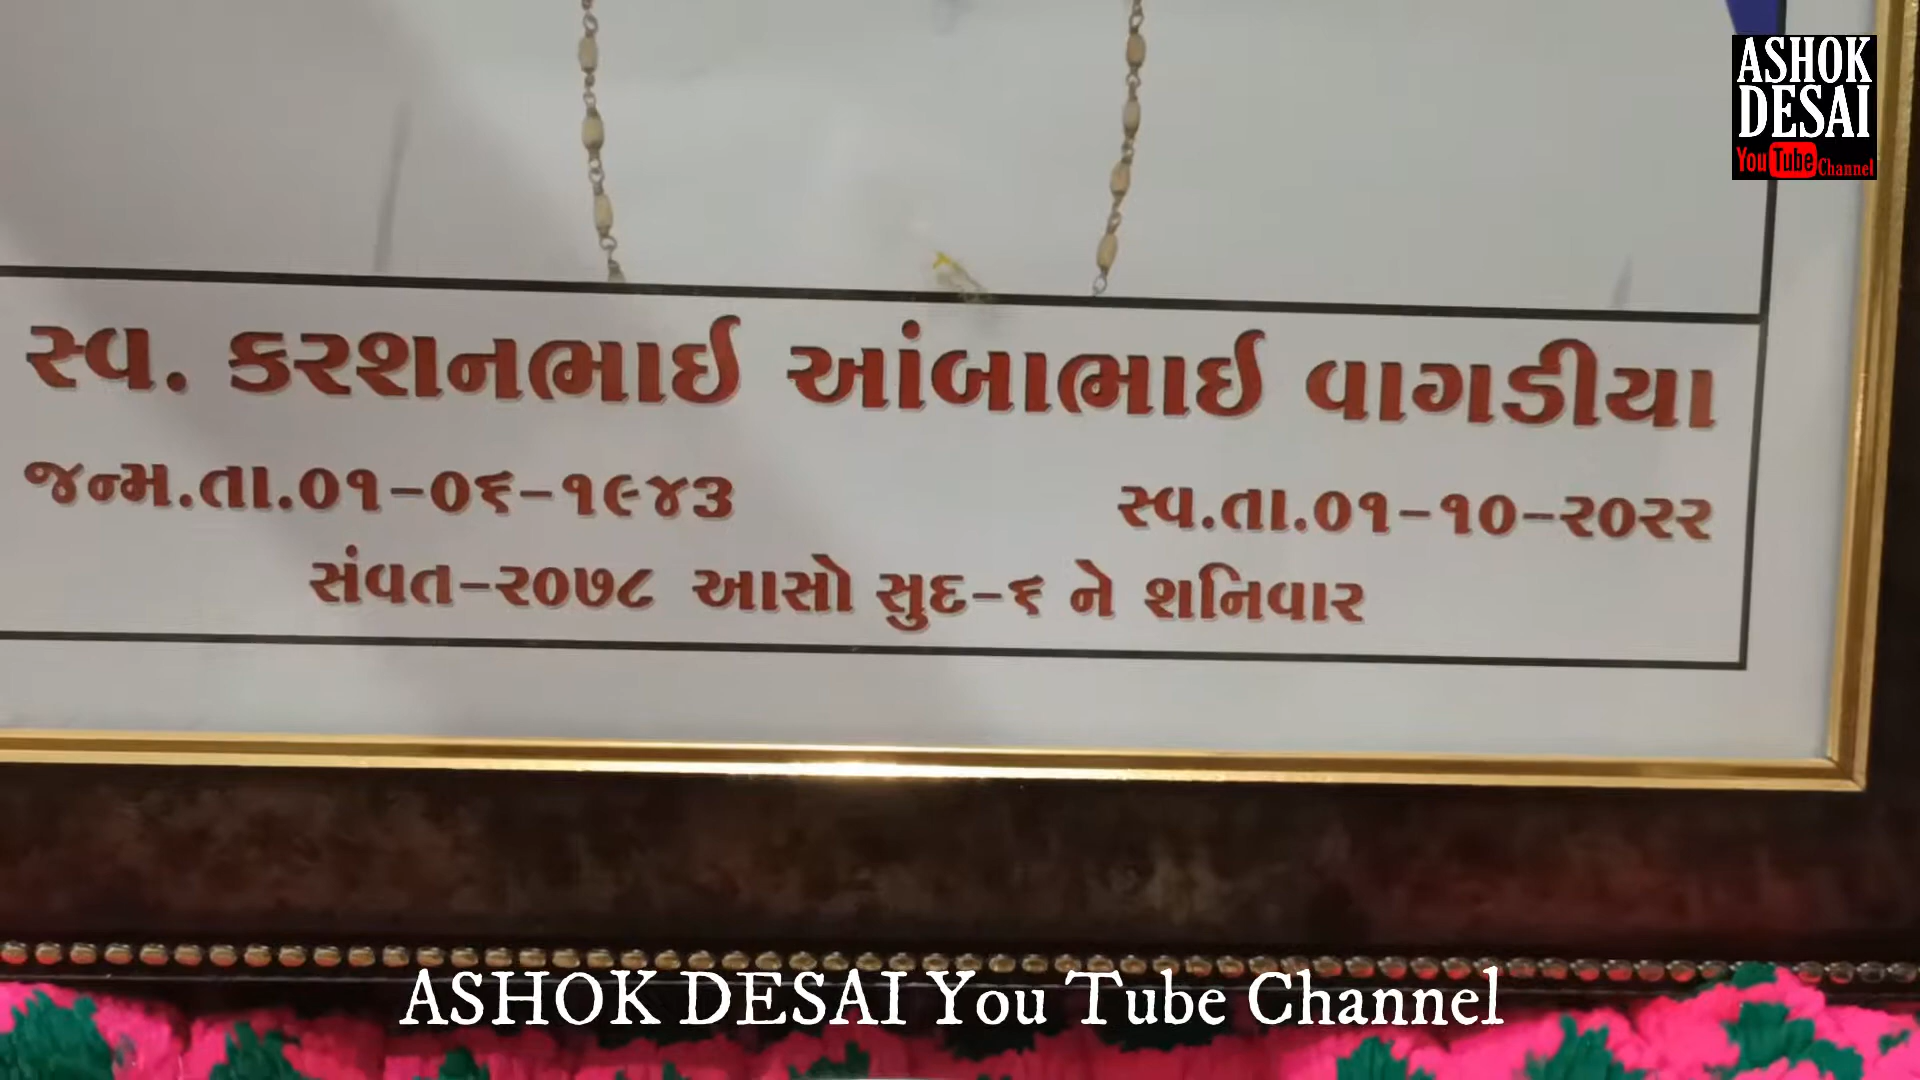 ASHOK
DESAI
YouTube Channel
સ્વ. કરશનભાઈ આંબાભાઈ વાગડીયા
જન્મ.તા.૦૧-૦૬-૧૯૪૩ સ્વ.તા.૦૧-૧૦-૨૦૨૨
સંવત-૨૦૭૮ આસો સુદ-૬ ને શનિવાર
ASHOK DESAI You Tube Channel